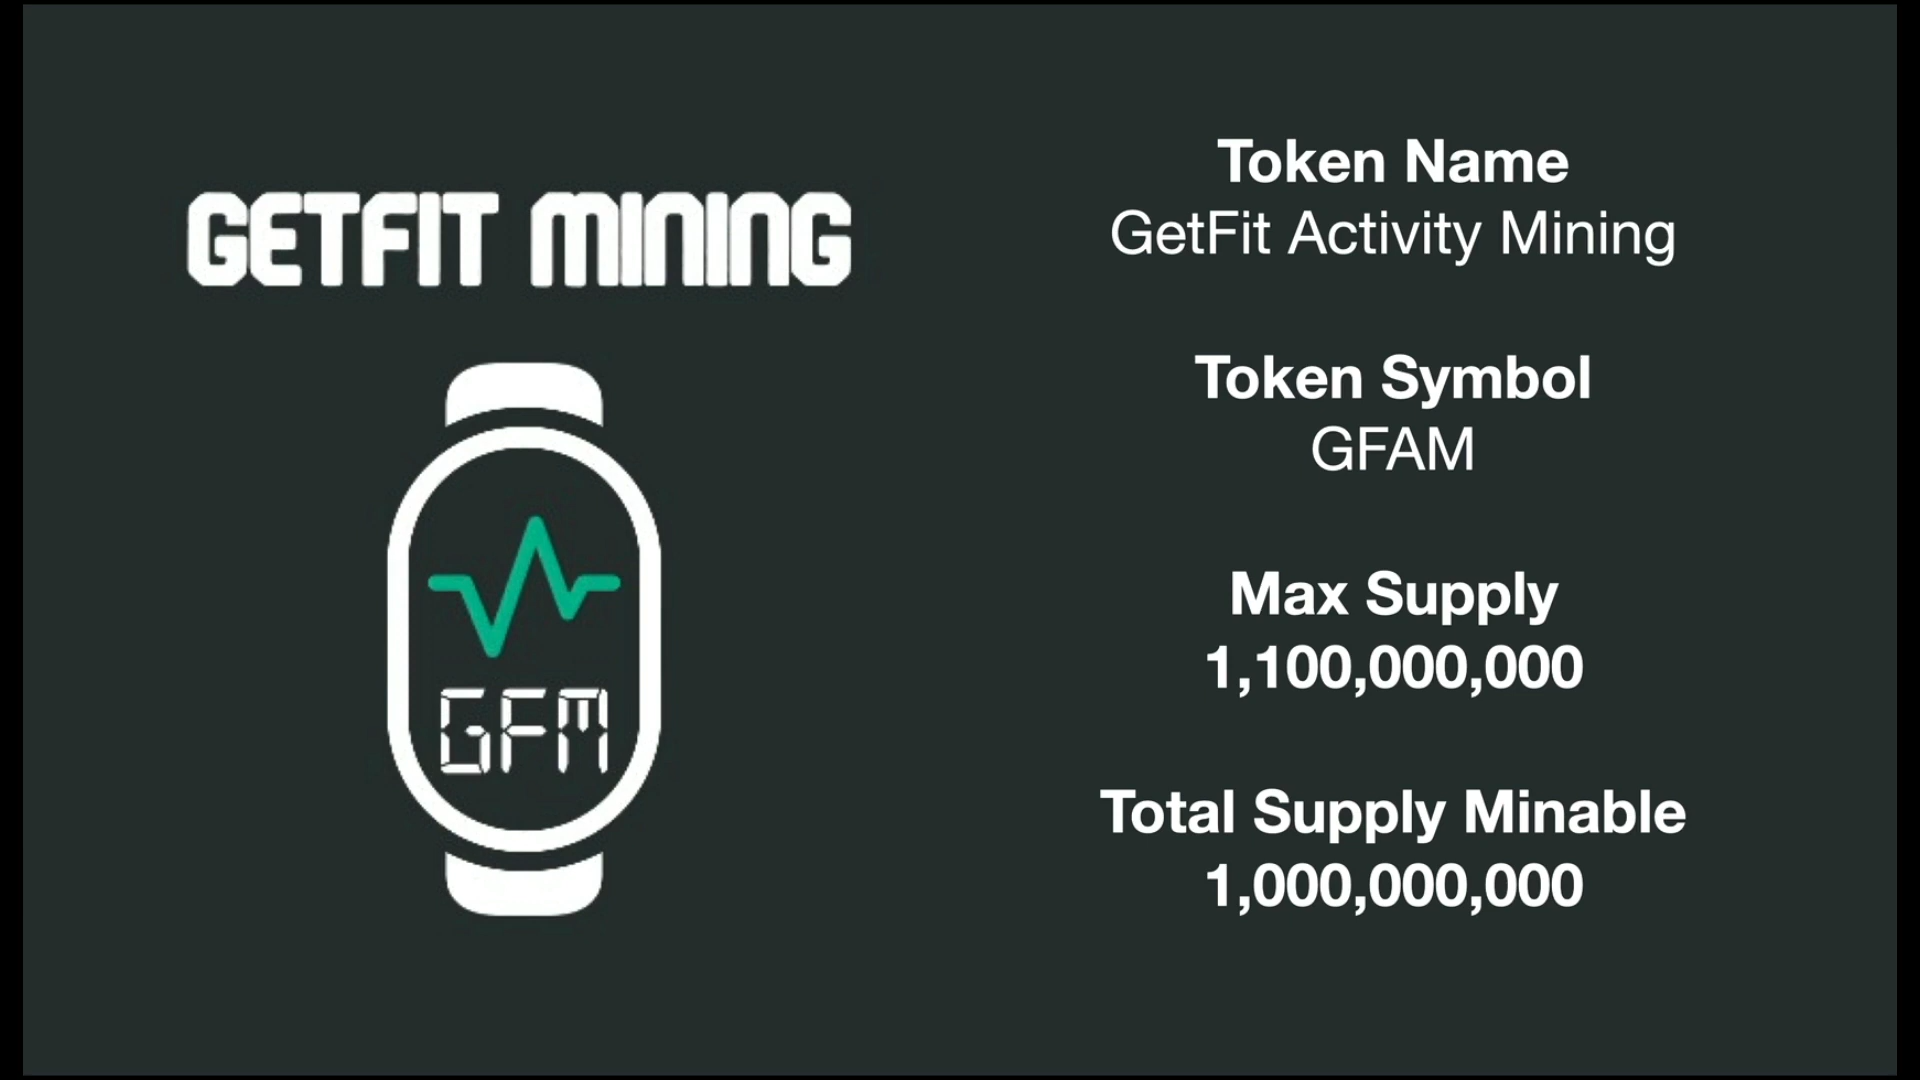 GETFIT MINING
GFM
Token Name
GetFit Activity Mining
Token Symbol
GFAM
Max Supply
1,100,000,000
Total Supply Minable
1,000,000,000